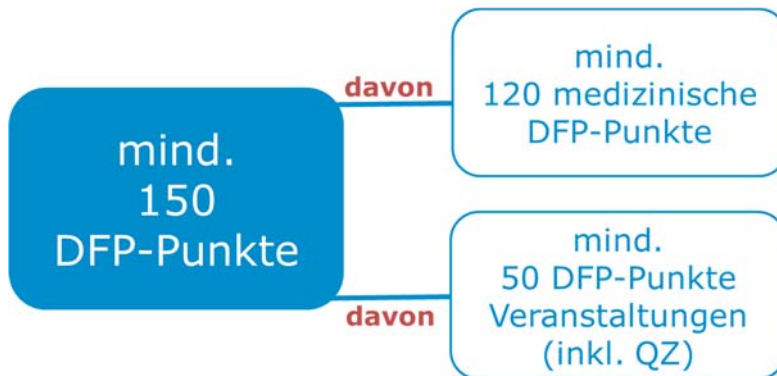 mind.
150
DFP-Punkte
davon
mind.
120 medizinische
DFP-Punkte
davon
mind.
50 DFP-Punkte
Veranstaltungen
(inkl. QZ)